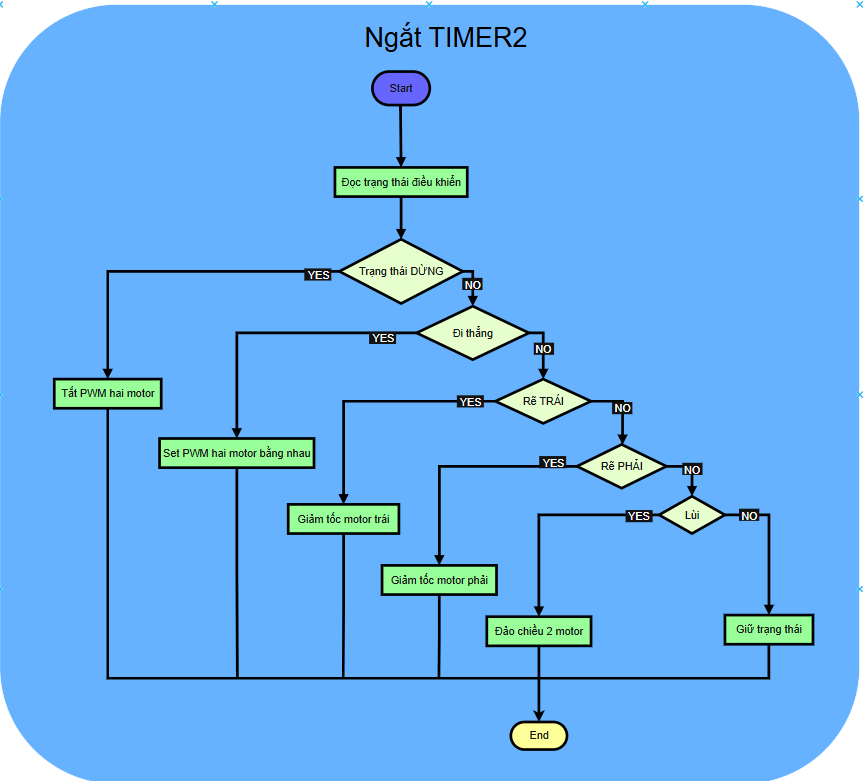 Ngắt TIMER2
Start
Đọc trạng thái điều khiển
Trạng thái DỪNG
YES
NO
Đi thẳng
YES
NO
Tắt PWM hai motor
Rẽ TRÁI
YES
NO
Set PWM hai motor bằng nhau
Rẽ PHẢI
YES
NO
Giảm tốc motor trái
Lùi
YES
NO
Giảm tốc motor phải
Đảo chiều 2 motor
Giữ trạng thái
End